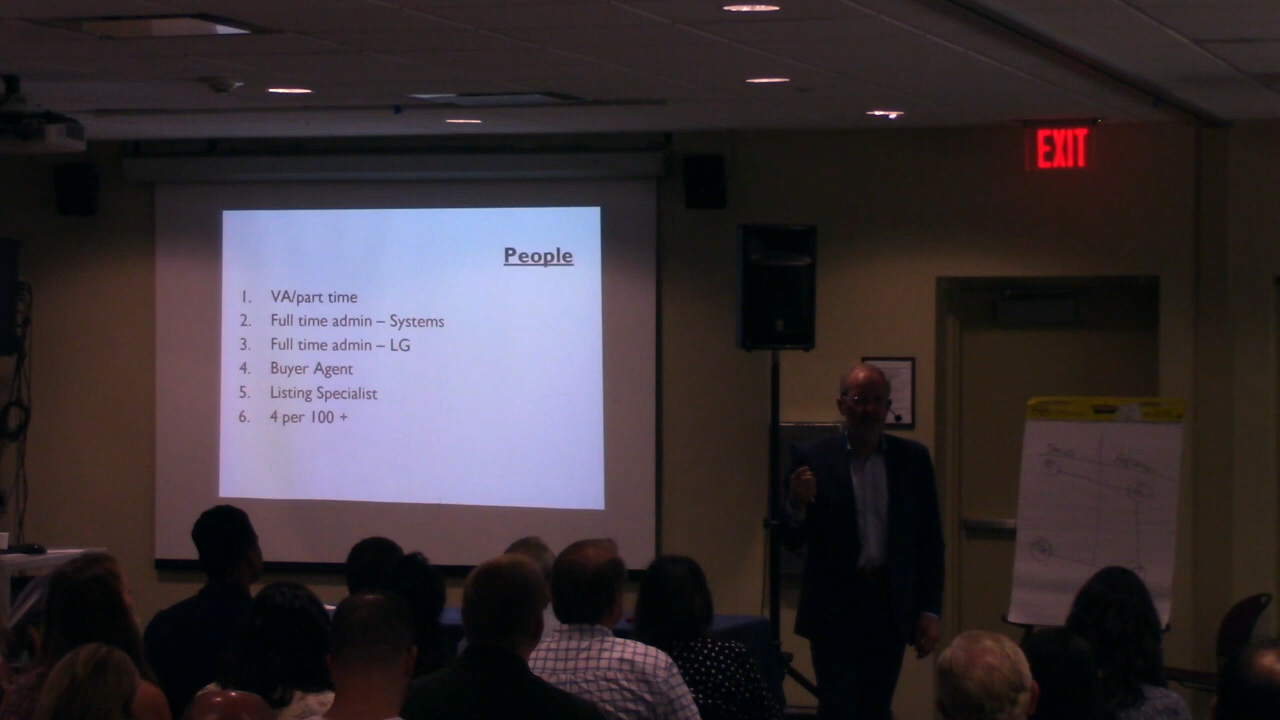 EXIT
People
1. VA/part time
2. Full time admin – Systems
3. Full time admin – LG
4. Buyer Agent
5. Listing Specialist
6. 4 per 100 +